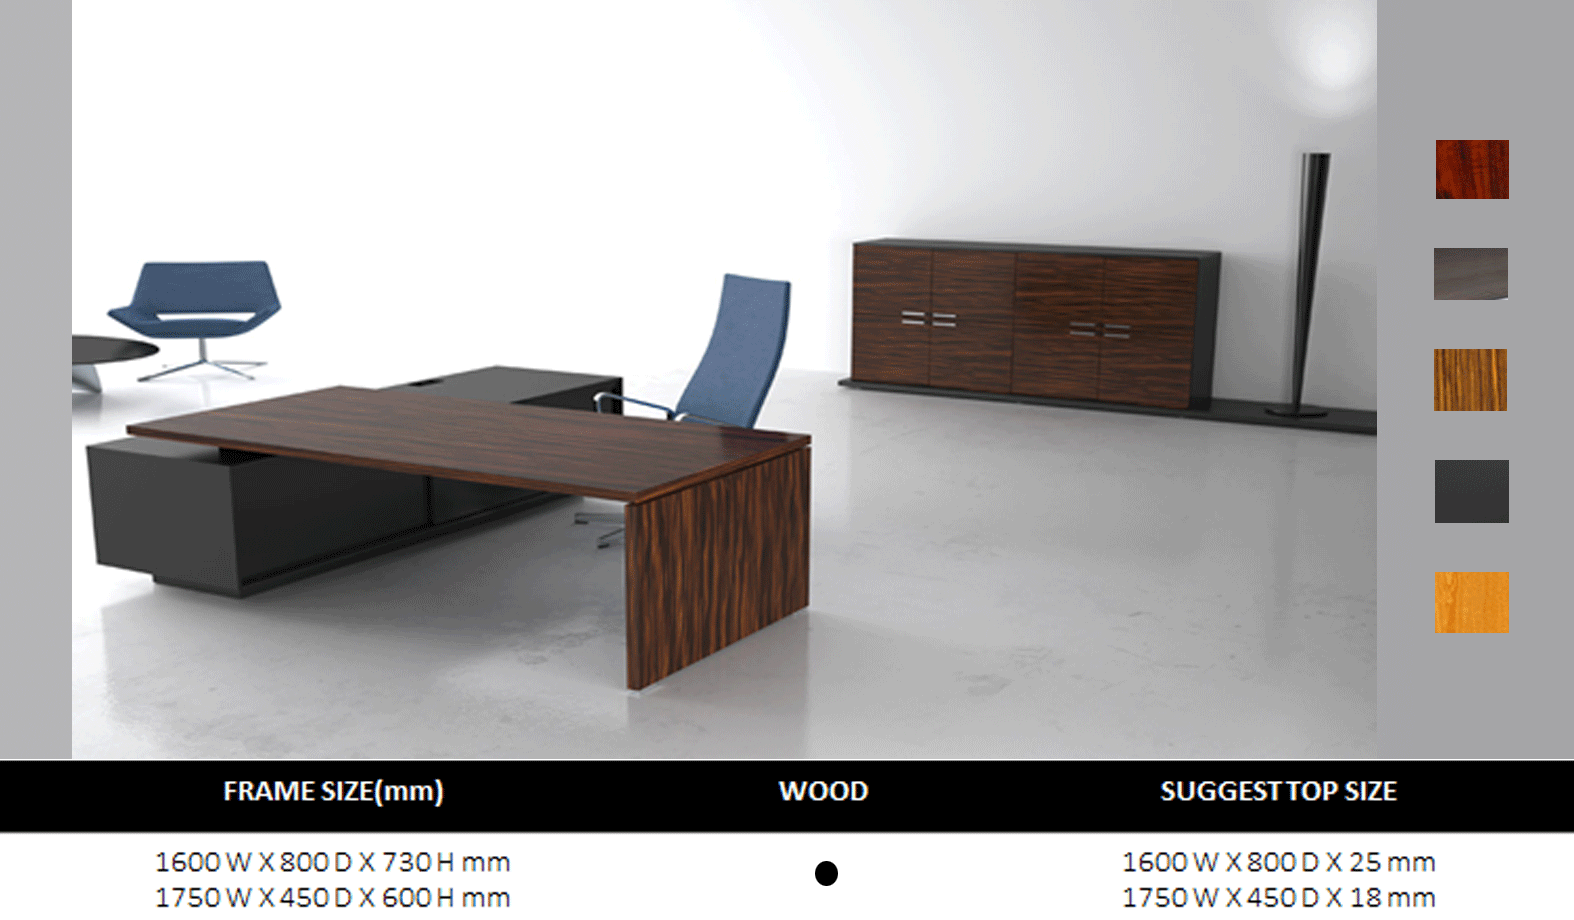 FRAME SIZE(mm)
WOOD
SUGGEST TOP SIZE
1600 W X 800 D X 730 H mm
1750 W X 450 D X 600 H mm
●
1600 W X 800 D X 25 mm
1750 W X 450 D X 18 mm